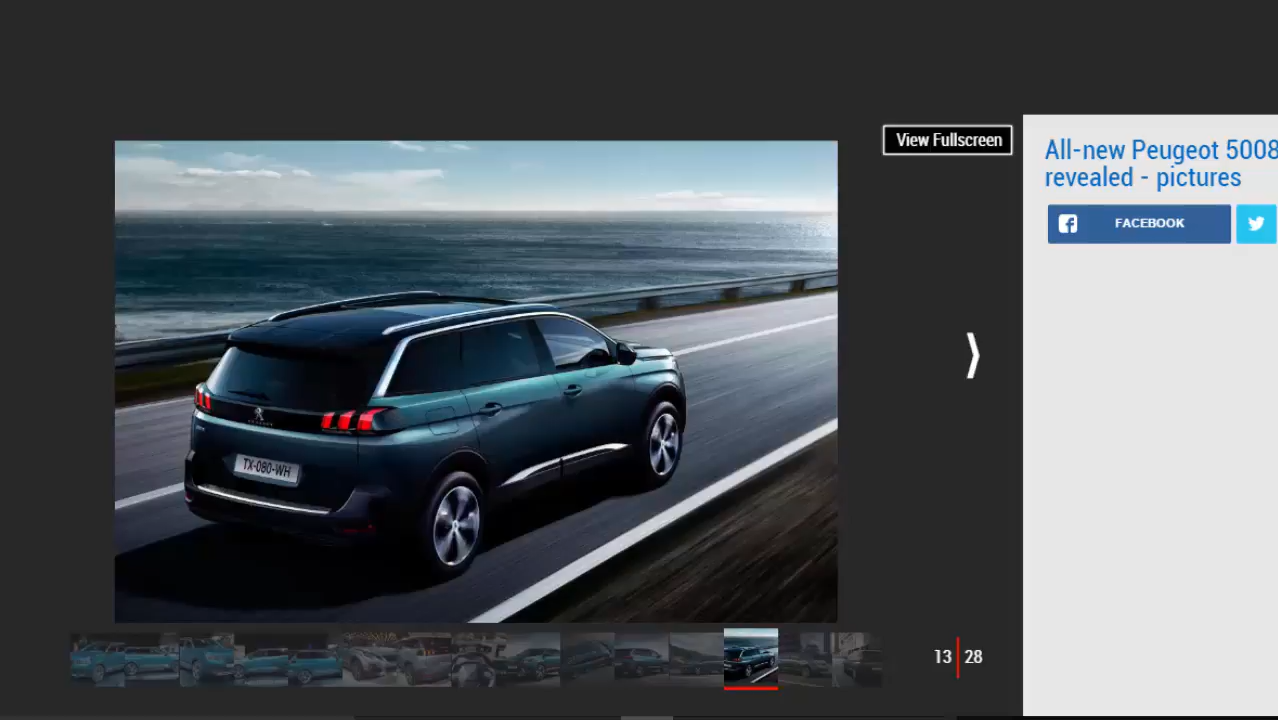 View Fullscreen
All-new Peugeot 5008
revealed - pictures
FACEBOOK
TX-080-WH
13 28